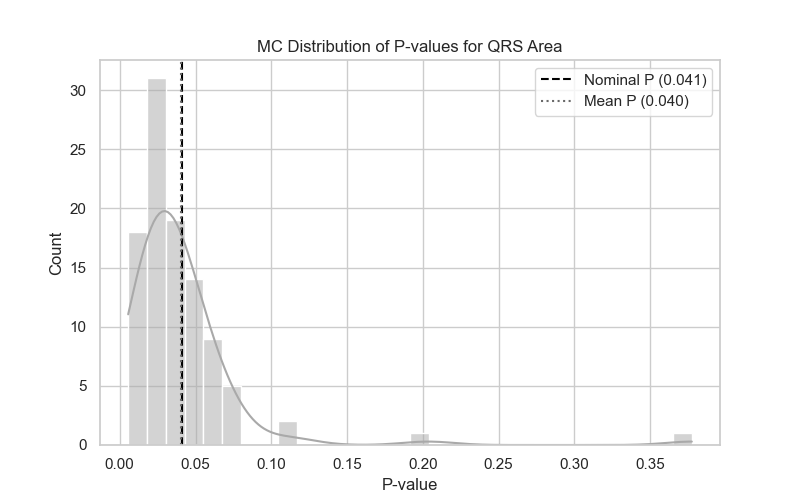 MC Distribution of P-values for QRS Area
Nominal P (0.041)
Mean P (0.040)
Count
30
25
20
15
10
5
0
0.00 0.05 0.10 0.15 0.20 0.25 0.30 0.35
P-value